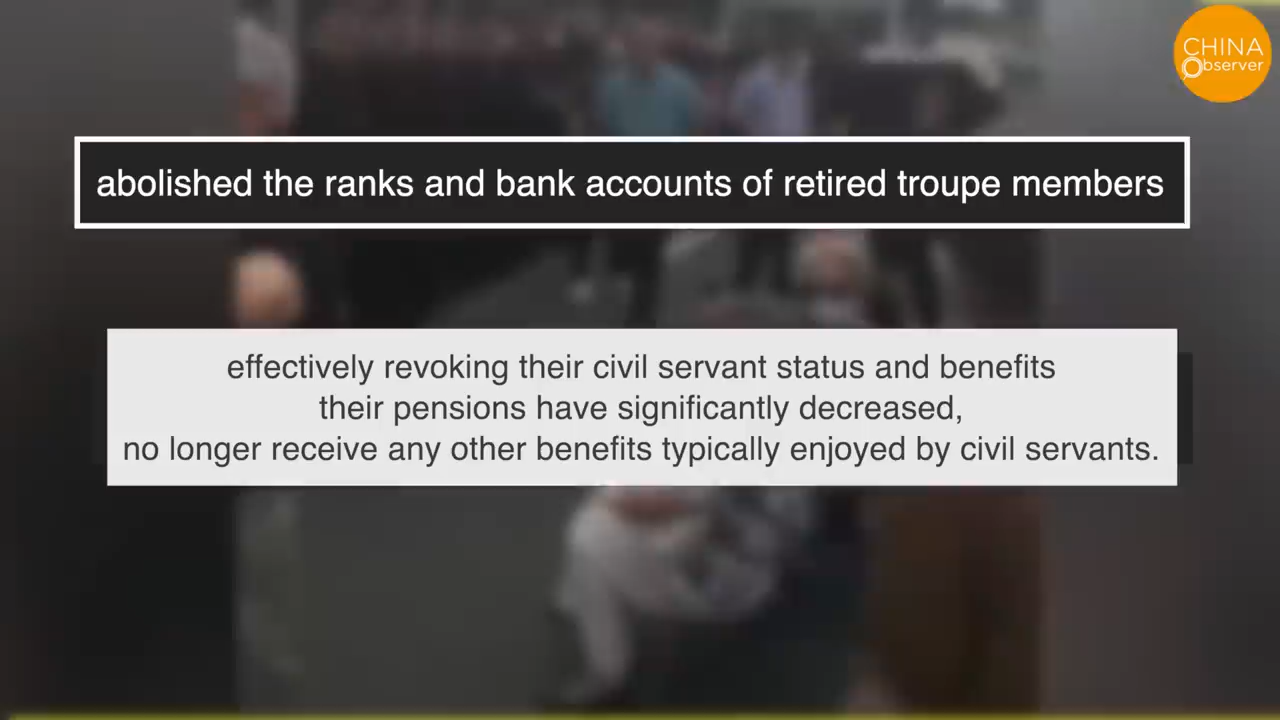 CHINA
Observer
abolished the ranks and bank accounts of retired troupe members
effectively revoking their civil servant status and benefits
their pensions have significantly decreased,
no longer receive any other benefits typically enjoyed by civil servants.